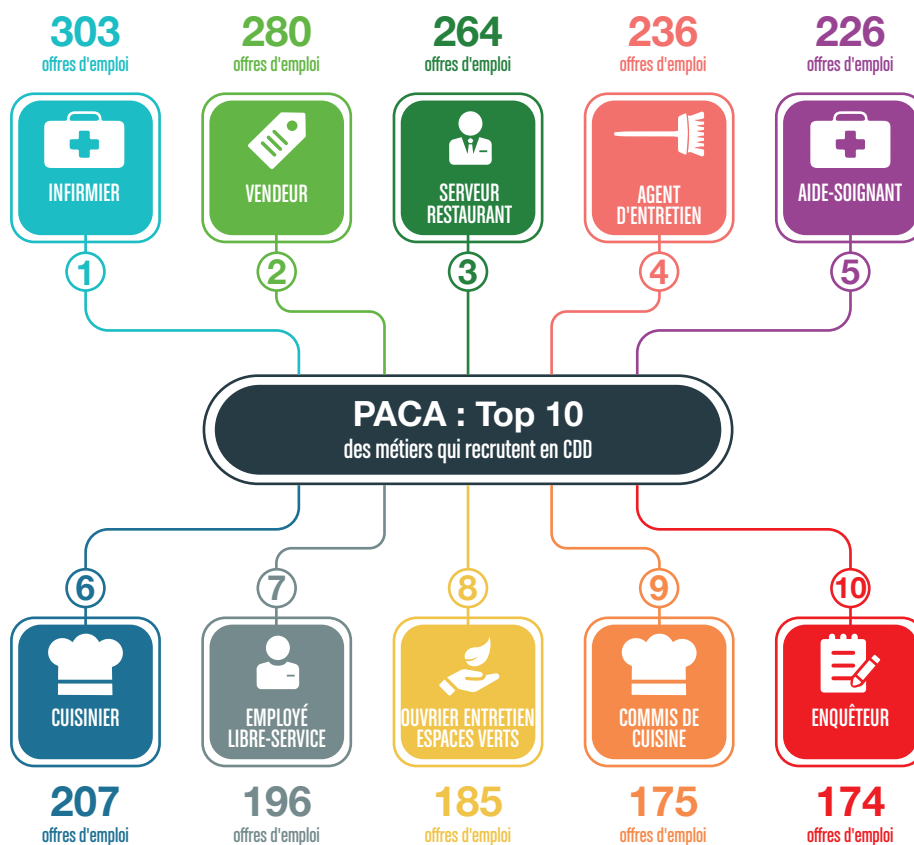 303
offres d'emploi
280
offres d'emploi
264
offres d'emploi
236
offres d'emploi
226
offres d'emploi
INFIRMIER
VENDEUR
SERVEUR
RESTAURANT
AGENT
D'ENTRETIEN
AIDE-SOIGNANT
1
2
3
4
5
PACA : Top 10
des métiers qui recrutent en CDD
6
7
8
9
10
CUISINIER
EMPLOYÉ
LIBRE-SERVICE
OUVRIER ENTRETIEN
ESPACES VERTS
COMMIS DE
CUISINE
ENQUÊTEUR
207
offres d'emploi
196
offres d'emploi
185
offres d'emploi
175
offres d'emploi
174
offres d'emploi